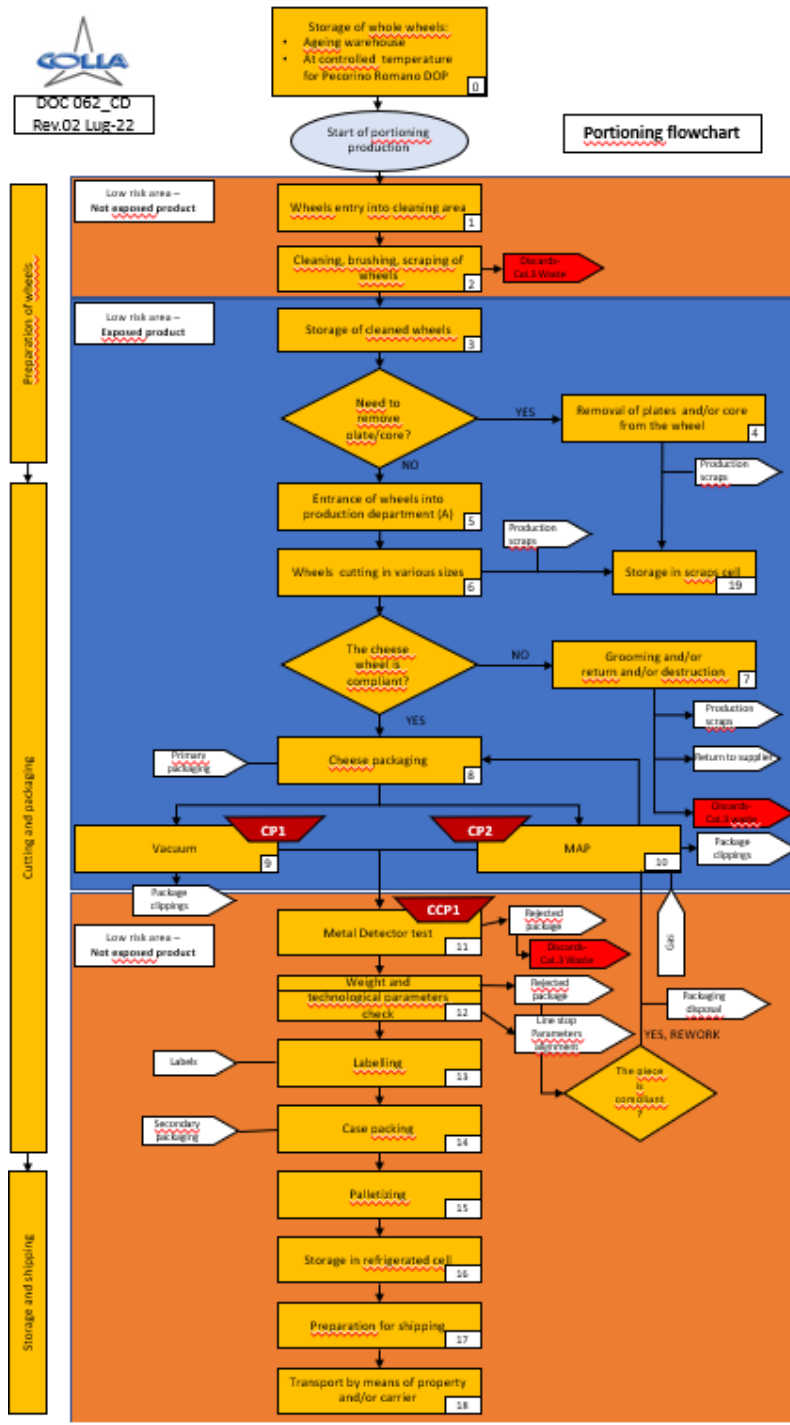 Storage of whole wheels:
• Ageing warehouse
• At controlled temperature
for Pecorino Romano DOP
0
COLLA
DOC 062_CD
Rev.02 Lug-22
Start of portioning
production
Portioning flowchart
Low risk area –
Not exposed product
Wheels entry into cleaning area
1
Cleaning, brushing, scraping of
wheels
2
Discards-
Cat.3 Waste
Preparation of wheels
Low risk area –
Exposed product
Storage of cleaned wheels
3
Need to
remove
plate/core?
YES
Removal of plates and/or core
from the wheel
4
NO
Production
scraps
Entrance of wheels into
production department (A)
5
Production
scraps
Wheels cutting in various sizes
6
Storage in scraps cell
19
The cheese
wheel is
compliant?
NO
Grooming and/or
return and/or destruction
7
YES
Production
scraps
Return to supplier
Discards-
Cat.3 waste
Primary
packaging
Cheese packaging
8
Cutting and packaging
CP1
CP2
Vacuum
9
MAP
10
Package
clippings
Package
clippings
Gas
Low risk area –
Not exposed product
CCP1
Metal Detector test
11
Rejected
package
Discards-
Cat.3 Waste
Weight and
technological parameters
check
12
Rejected
package
Line stop
Parameters
alignment
Packaging
disposal
YES, REWORK
The piece
is
compliant
?
Labels
Labelling
13
Secondary
packaging
Case packing
14
Palletizing
15
Storage in refrigerated cell
16
Storage and shipping
Preparation for shipping
17
Transport by means of property
and/or carrier
18